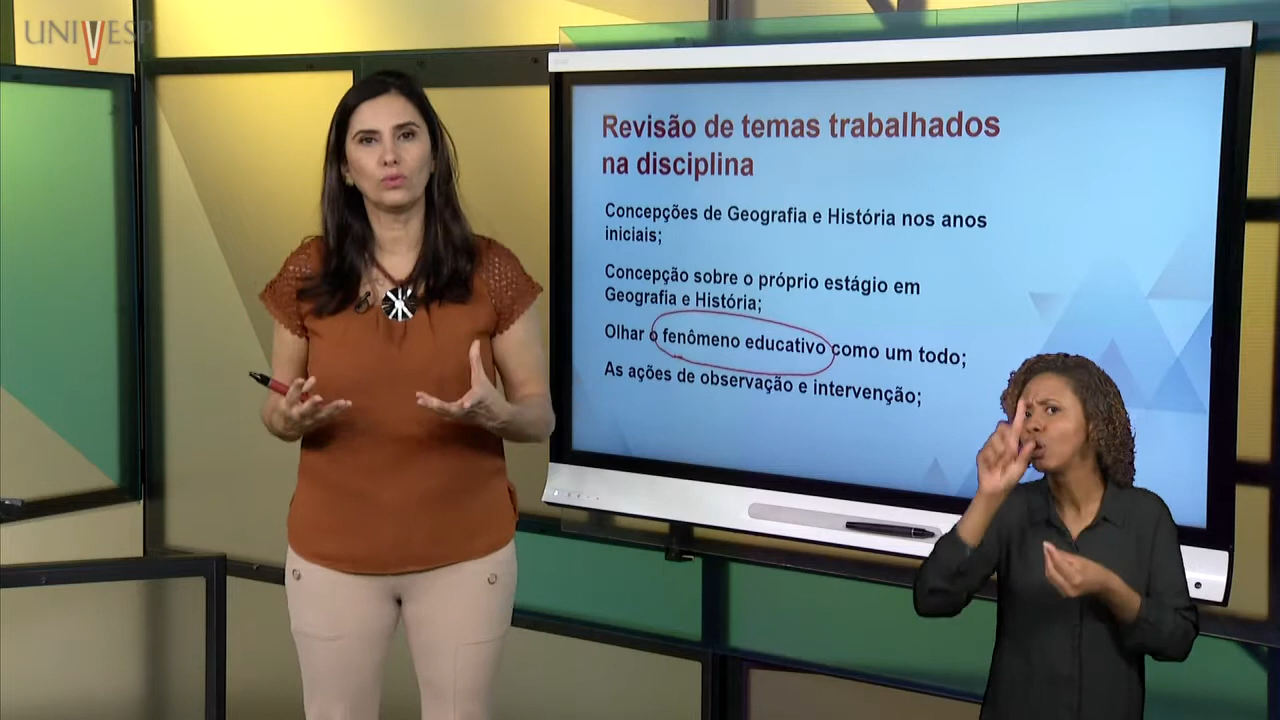 UNIVESP
Revisão de temas trabalhados
na disciplina
Concepções de Geografia e História nos anos
iniciais;
Concepção sobre o próprio estágio em
Geografia e História;
Olhar o fenômeno educativo como um todo;
As ações de observação e intervenção;